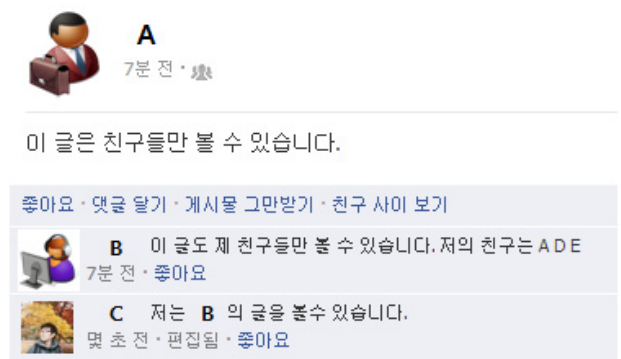 A
7분 전 ·
이 글은 친구들만 볼 수 있습니다.
좋아요 · 댓글 달기 · 게시물 그만받기 · 친구 사이 보기
B 이 글도 제 친구들만 볼 수 있습니다. 저의 친구는 A D E
7분 전 · 좋아요
C 저는 B 의 글을 볼수 있습니다.
몇 초 전 · 편집됨 · 좋아요